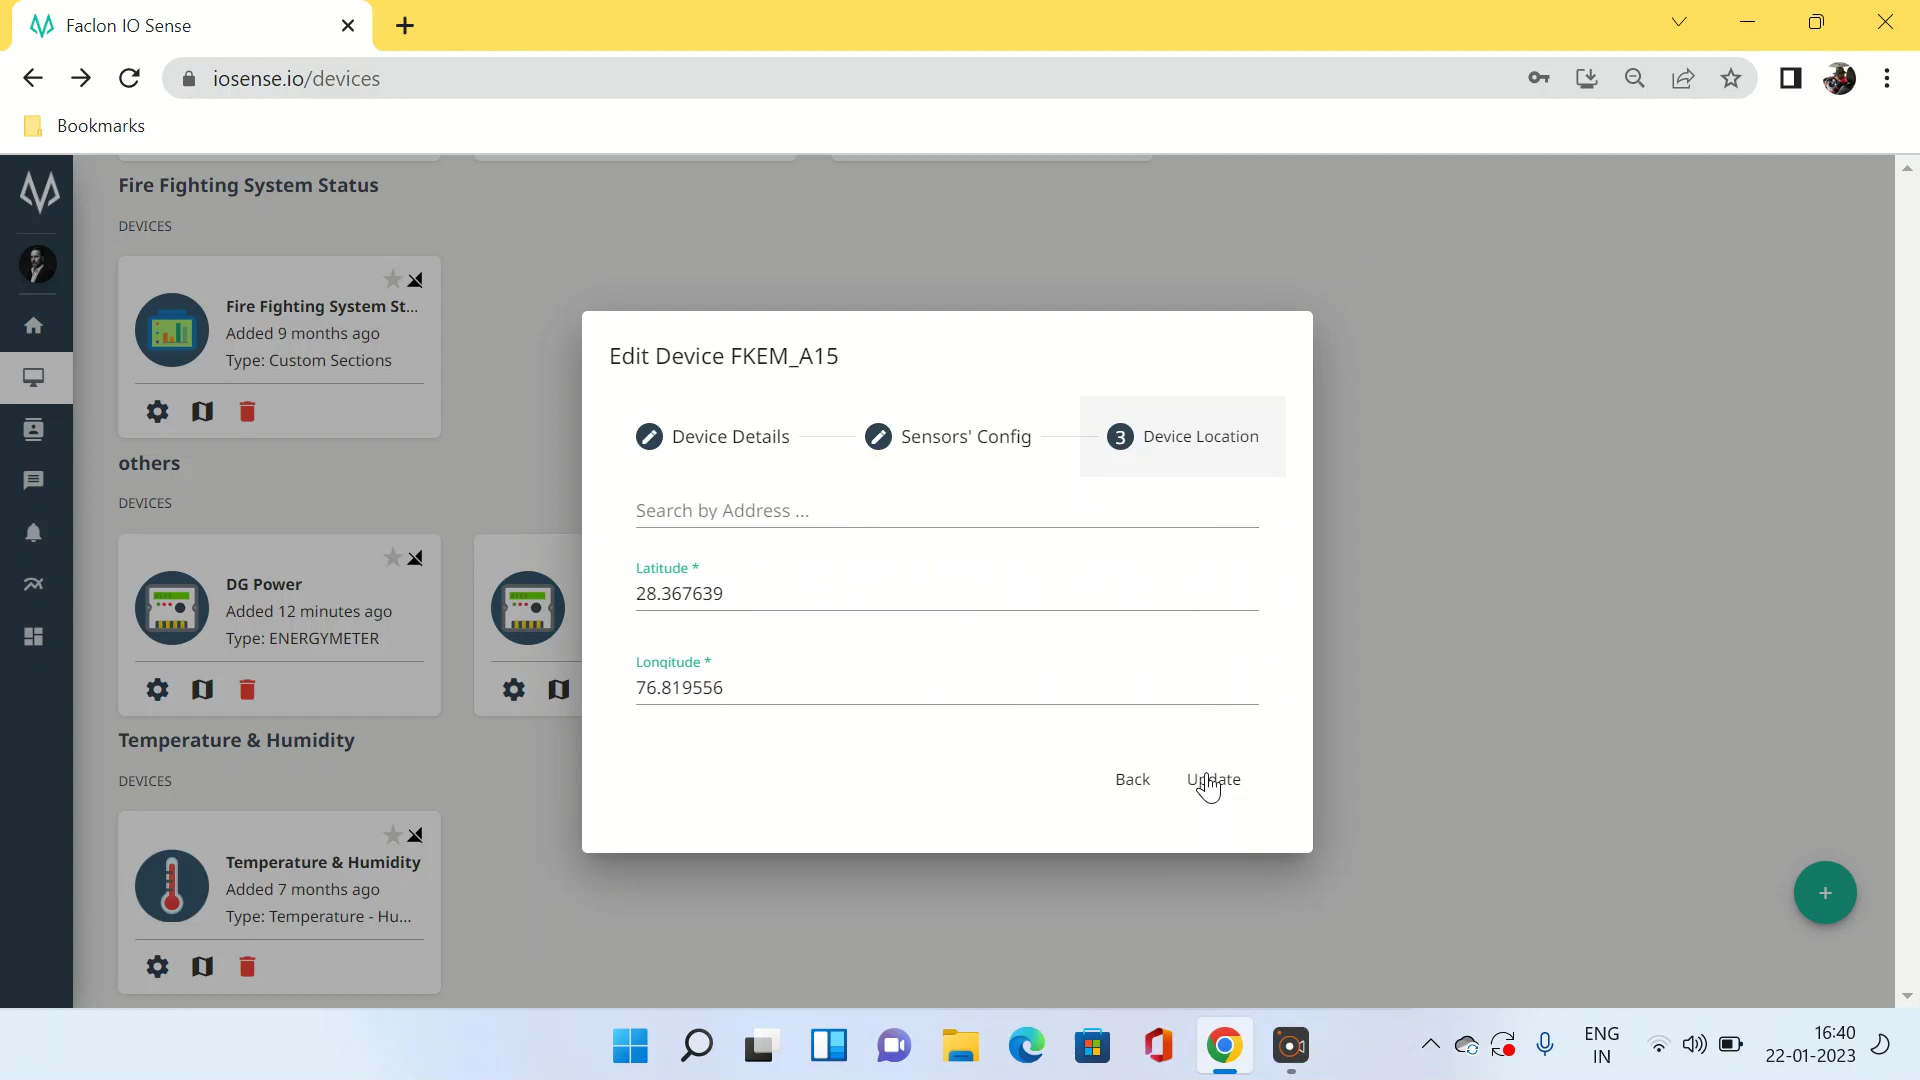 Faclon IO Sense
iosense.io/devices
Bookmarks
Fire Fighting System Status
DEVICES
Fire Fighting System St...
Added 9 months ago
Type: Custom Sections
others
DEVICES
DG Power
Added 12 minutes ago
Type: ENERGYMETER
Temperature & Humidity
DEVICES
Temperature & Humidity
Added 7 months ago
Type: Temperature - Hu...
Edit Device FKEM_A15
Device Details
Sensors' Config
3 Device Location
Search by Address ...
Latitude *
28.367639
Longitude *
76.819556
Back
Update
+
ENG
IN
16:40
22-01-2023